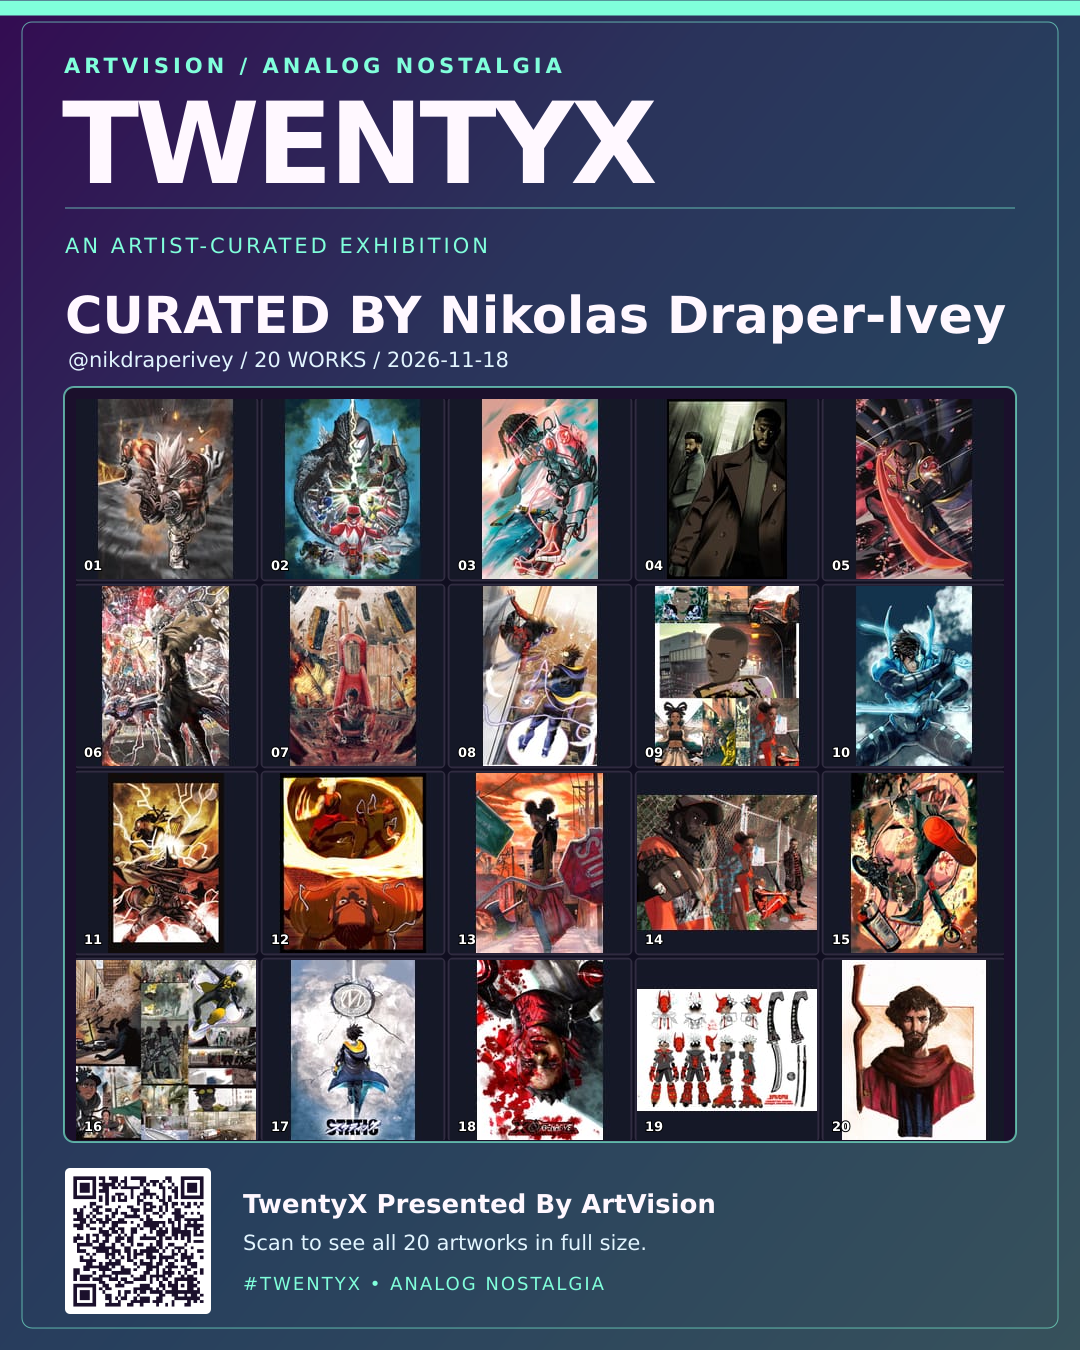 ARTVISION / ANALOG NOSTALGIA
TWENTYX
AN ARTIST-CURATED EXHIBITION
CURATED BY Nikolas Draper-Ivey
@nikdraperivey / 20 WORKS / 2026-11-18
01
02
03
04
05
06
07
08
09
10
11
12
13
STOP
14
15
16
17
STATIC
18
19
20
TwentyX Presented By ArtVision
Scan to see all 20 artworks in full size.
#TWENTYX • ANALOG NOSTALGIA